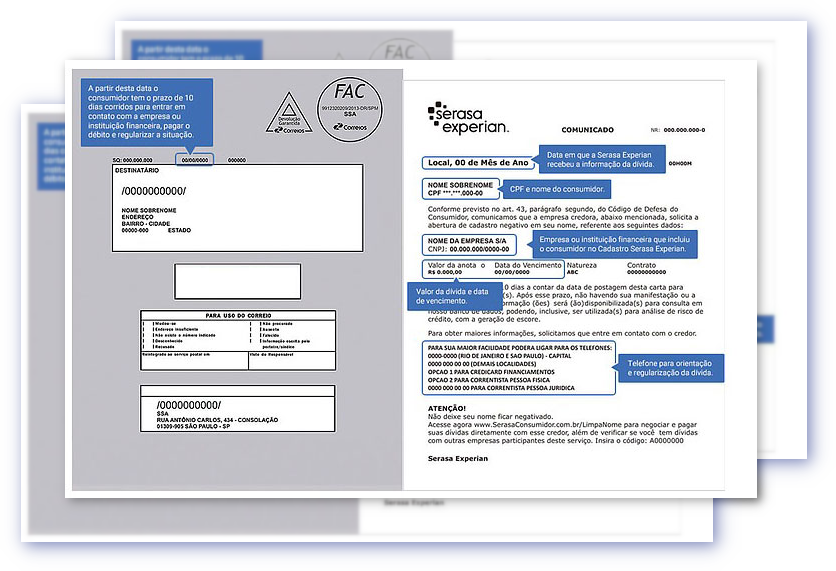 A partir desta data o
consumidor tem o prazo de 10
dias corridos para entrar em
contato com a empresa ou
instituição financeira, pagar o
débito e regularizar a situação.
FAC
9912320209/2013-DR/SPM
SSA
Correios
Devolução
Garantida
Correios
SQ: 000.000.000 00/00/0000 000000
DESTINATÁRIO
/0000000000/
NOME SOBRENOME
ENDEREÇO
BAIRRO - CIDADE
00000-000 ESTADO
PARA USO DO CORREIO
Mudou-se
Endereço insuficiente
Não existe o número indicado
Desconhecido
Recusado
Não procurado
Ausente
Falecido
Informação escrita pelo
porteiro/síndico
Reintegrado ao serviço postal em
Visto do Responsável
/0000000000/
SSA
RUA ANTÔNIO CARLOS, 434 - CONSOLAÇÃO
01309-905 SÃO PAULO - SP
serasa
experian.
COMUNICADO
NR: 000.000.000-0
Local, 00 de Mês de Ano
Data em que a Serasa Experian
recebeu a informação da dívida.
00H00M
NOME SOBRENOME
CPF ***.***.000-00
CPF e nome do consumidor.
Conforme previsto no art. 43, parágrafo segundo, do Código de Defesa do
Consumidor, comunicamos que a empresa credora, abaixo mencionada, solicita a
abertura de cadastro negativo em seu nome, referente aos seguintes dados:
NOME DA EMPRESA S/A
CNPJ: 00.000.000/0000-00
Empresa ou instituição financeira que incluiu
o consumidor no Cadastro Serasa Experian.
Valor da anota o Data do Vencimento Natureza Contrato
R$ 0.000,00 00/00/0000 ABC 00000000000
Valor da dívida e data
de vencimento.
0 dias a contar da data de postagem desta carta para
(s). Após esse prazo, não havendo sua manifestação ou a
rmação (ões) será (ão)disponibilizada(s) para consulta em
nosso banco de dados, podendo, inclusive, ser utilizada(s) para análise de risco de
crédito, com a geração de escore.
Para obter maiores informações, solicitamos que entre em contato com o credor.
PARA SUA MAIOR FACILIDADE PODERA LIGAR PARA OS TELEFONES:
0000-0000 (RIO DE JANEIRO E SAO PAULO) - CAPITAL
0000 000 00 00 (DEMAIS LOCALIDADES)
OPCAO 1 PARA CREDICARD FINANCIAMENTOS
OPCAO 2 PARA CORRENTISTA PESSOA FISICA
0000 000 00 00 PARA CORRENTISTA PESSOA JURIDICA
Telefone para orientação
e regularização da dívida.
ATENÇÃO!
Não deixe seu nome ficar negativado.
Acesse agora www.SerasaConsumidor.com.br/LimpaNome para negociar e pagar
suas dívidas diretamente com esse credor, além de verificar se você tem dívidas
com outras empresas participantes deste serviço. Insira o código: A0000000
Serasa Experian
Serasa Experian